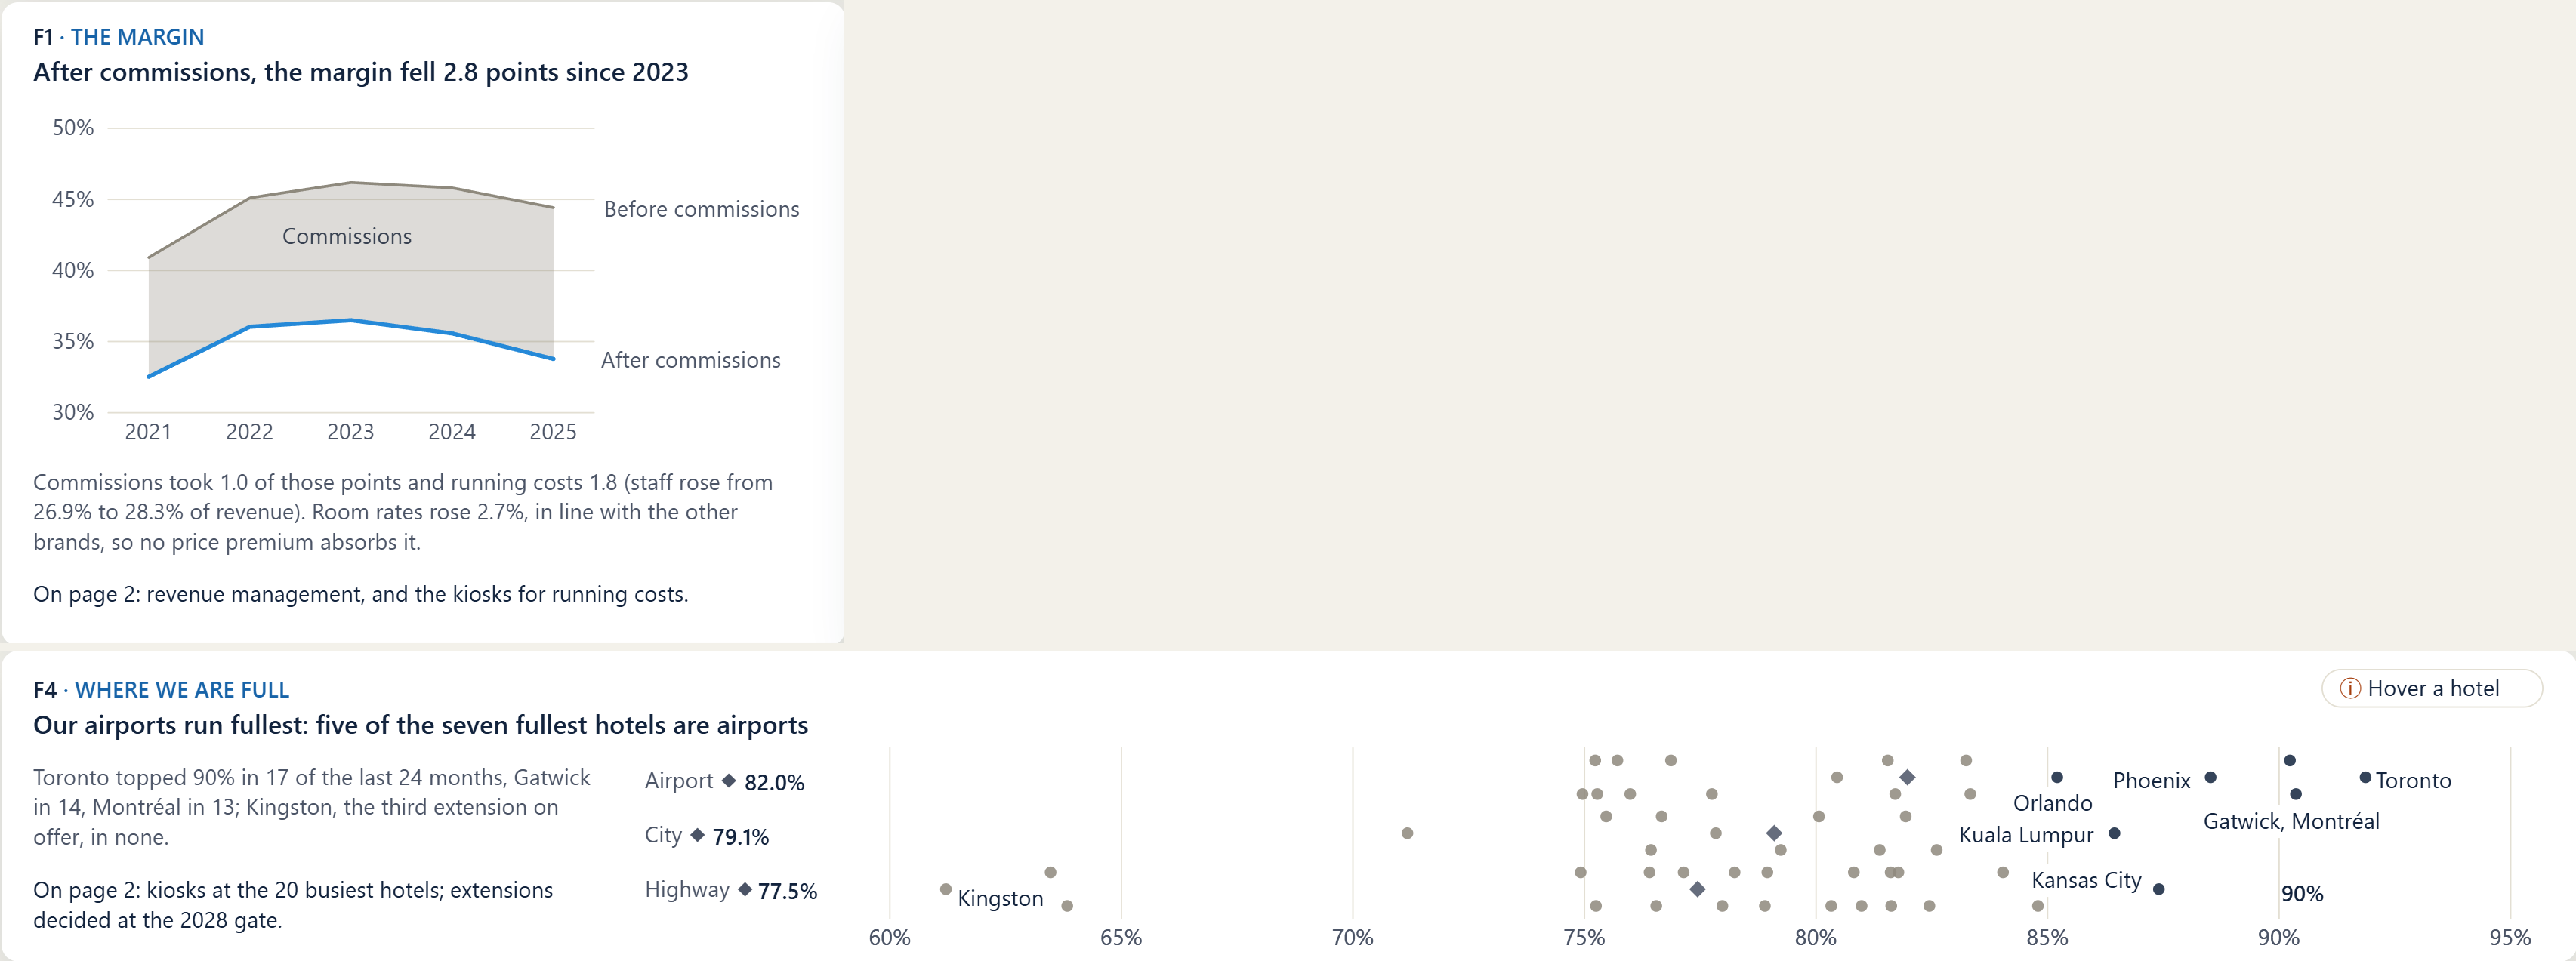 F1 · THE MARGIN
After commissions, the margin fell 2.8 points since 2023
50%
45%
40%
35%
30%
Commissions
Before commissions
After commissions
2021 2022 2023 2024 2025
Commissions took 1.0 of those points and running costs 1.8 (staff rose from
26.9% to 28.3% of revenue). Room rates rose 2.7%, in line with the other
brands, so no price premium absorbs it.
On page 2: revenue management, and the kiosks for running costs.
F4 · WHERE WE ARE FULL
ⓘ Hover a hotel
Our airports run fullest: five of the seven fullest hotels are airports
Toronto topped 90% in 17 of the last 24 months, Gatwick
in 14, Montréal in 13; Kingston, the third extension on
offer, in none.
On page 2: kiosks at the 20 busiest hotels; extensions
decided at the 2028 gate.
Airport ◆ 82.0%
City ◆ 79.1%
Highway ◆ 77.5%
Phoenix
Toronto
Orlando
Gatwick, Montréal
Kuala Lumpur
Kansas City
Kingston
90%
60% 65% 70% 75% 80% 85% 90% 95%